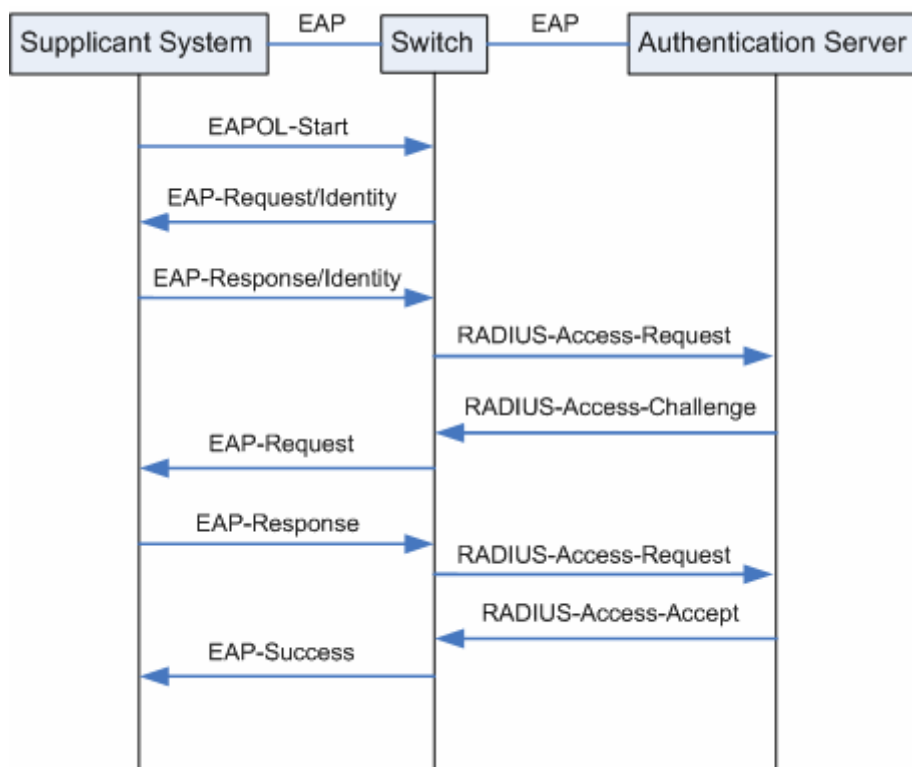 EAP
EAP
Supplicant System
Switch
Authentication Server
EAPOL-Start
EAP-Request/Identity
EAP-Response/Identity
RADIUS-Access-Request
RADIUS-Access-Challenge
EAP-Request
EAP-Response
RADIUS-Access-Request
RADIUS-Access-Accept
EAP-Success